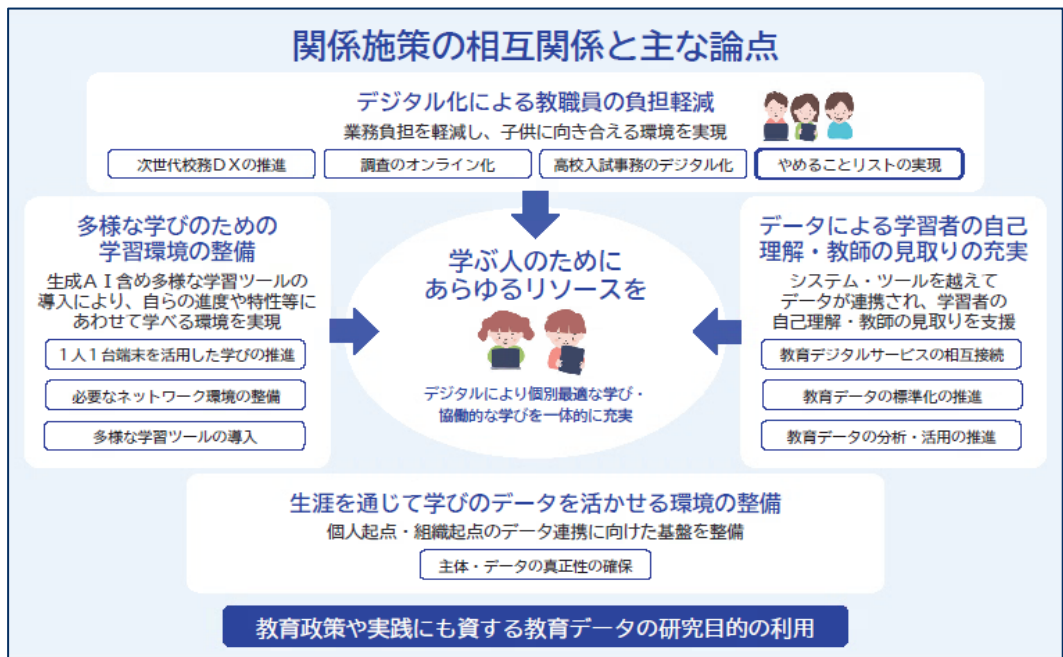 関係施策の相互関係と主な論点
デジタル化による教職員の負担軽減
業務負担を軽減し、子供に向き合える環境を実現
次世代校務ＤＸの推進
調査のオンライン化
高校入試事務のデジタル化
やめることリストの実現
多様な学びのための
学習環境の整備
生成ＡＩ含め多様な学習ツールの
導入により、自らの進度や特性等に
あわせて学べる環境を実現
１人１台端末を活用した学びの推進
必要なネットワーク環境の整備
多様な学習ツールの導入
学ぶ人のために
あらゆるリソースを
デジタルにより個別最適な学び・
協働的な学びを一体的に充実
データによる学習者の自己
理解・教師の見取りの充実
システム・ツールを越えて
データが連携され、学習者の
自己理解・教師の見取りを支援
教育デジタルサービスの相互接続
教育データの標準化の推進
教育データの分析・活用の推進
生涯を通じて学びのデータを活かせる環境の整備
個人起点・組織起点のデータ連携に向けた基盤を整備
主体・データの真正性の確保
教育政策や実践にも資する教育データの研究目的の利用